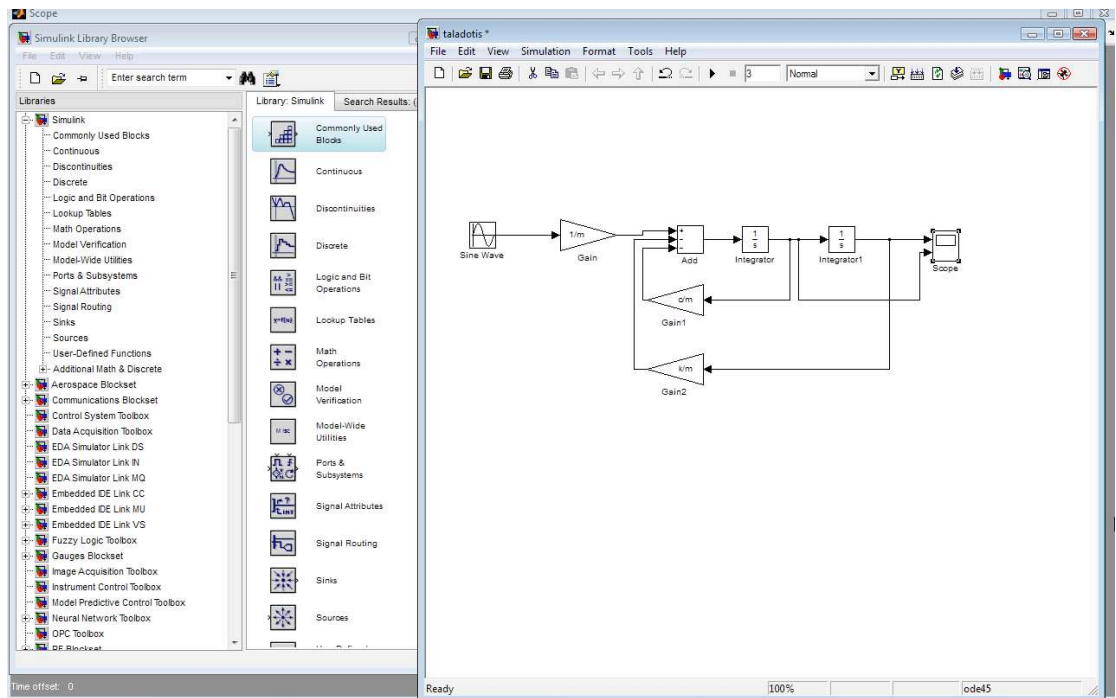 Scope
Simulink Library Browser
File Edit View Help
Enter search term
Libraries
Library: Simulink
Search Results: (
Simulink
Commonly Used Blocks
Continuous
Discontinuities
Discrete
Logic and Bit Operations
Lookup Tables
Math Operations
Model Verification
Model-Wide Utilities
Ports & Subsystems
Signal Attributes
Signal Routing
Sinks
Sources
User-Defined Functions
Additional Math & Discrete
Aerospace Blockset
Communications Blockset
Control System Toolbox
Data Acquisition Toolbox
EDA Simulator Link DS
EDA Simulator Link IN
EDA Simulator Link MQ
Embedded IDE Link CC
Embedded IDE Link MU
Embedded IDE Link VS
Fuzzy Logic Toolbox
Gauges Blockset
Image Acquisition Toolbox
Instrument Control Toolbox
Model Predictive Control Toolbox
Neural Network Toolbox
OPC Toolbox
RF Blockset
Commonly Used
Blocks
Continuous
Discontinuities
Discrete
Logic and Bit
Operations
Lookup Tables
Math
Operations
Model
Verification
Model-Wide
Utilities
Ports &
Subsystems
Signal Attributes
Signal Routing
Sinks
Sources
Time offset: 0
taladotis *
File Edit View Simulation Format Tools Help
3
Normal
Sine Wave
1/m
Gain
+
−
−
Add
1
s
Integrator
1
s
Integrator1
Scope
c/m
Gain1
k/m
Gain2
Ready
100%
ode45